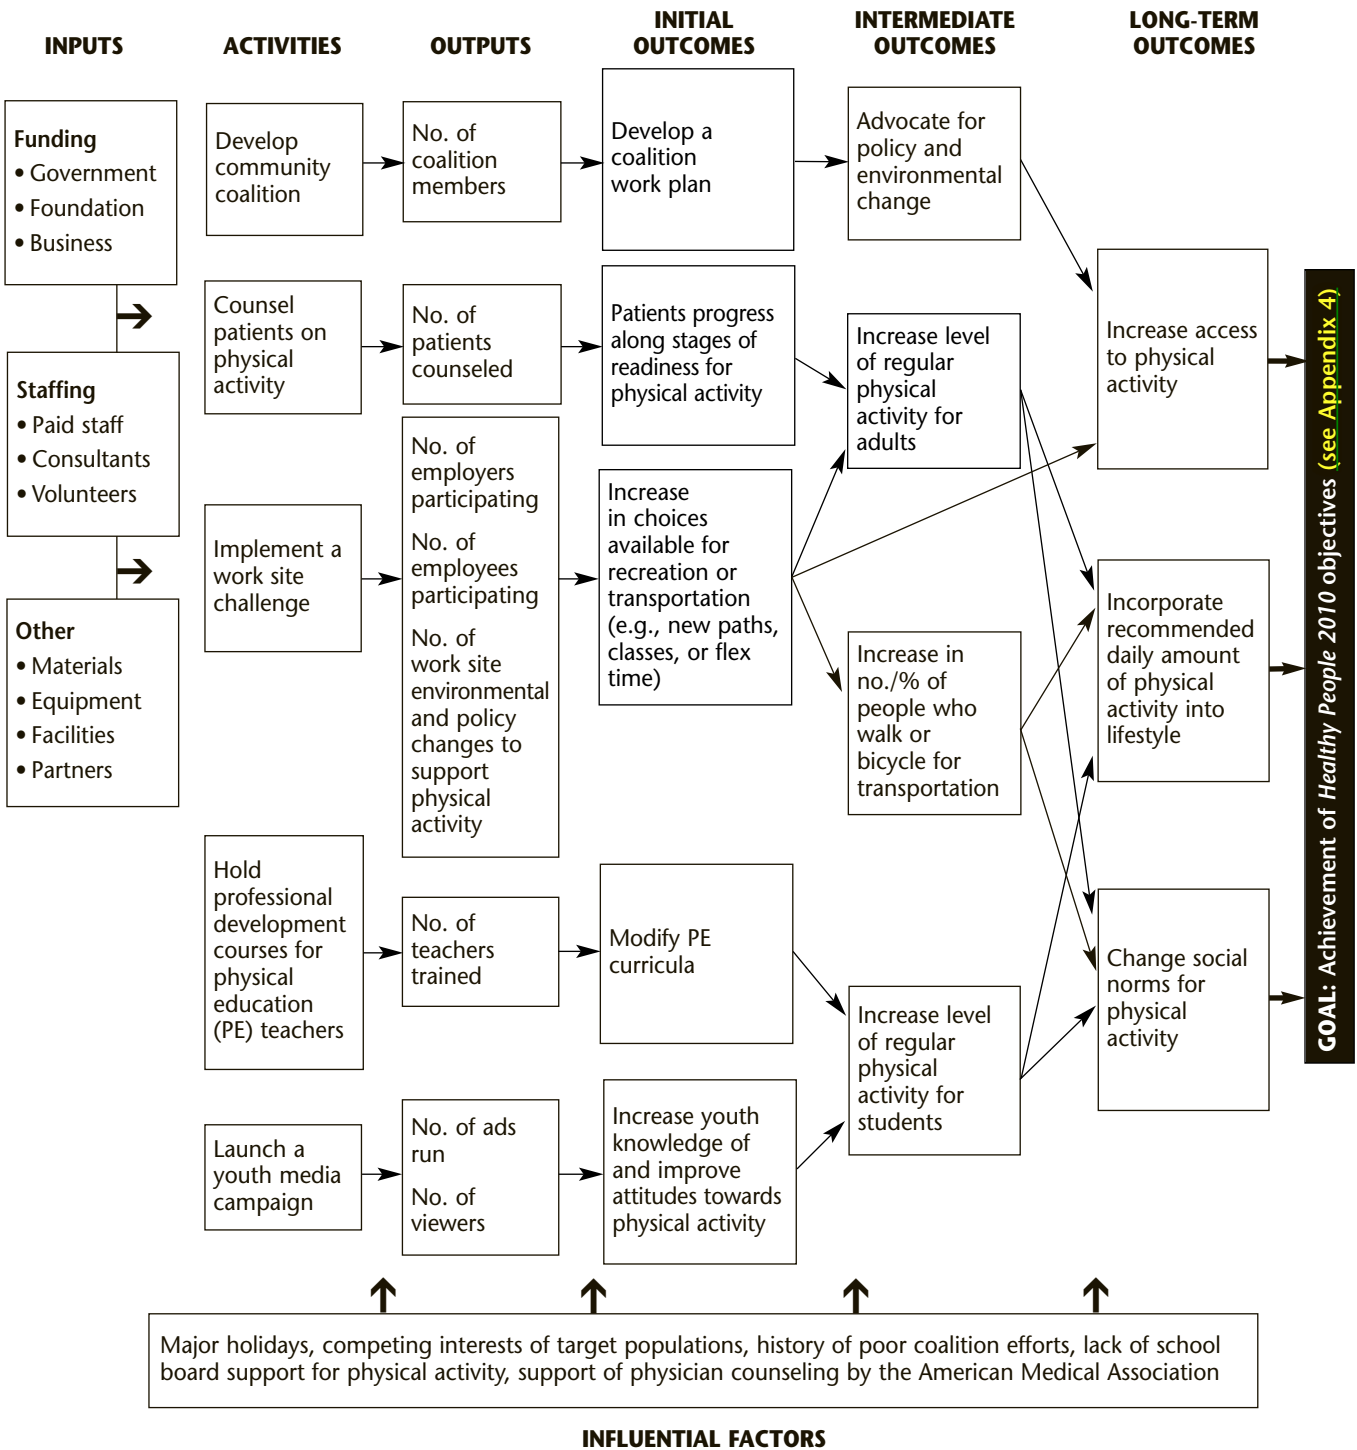 INPUTS
ACTIVITIES
OUTPUTS
INITIAL
OUTCOMES
INTERMEDIATE
OUTCOMES
LONG-TERM
OUTCOMES
Funding
• Government
• Foundation
• Business
Staffing
• Paid staff
• Consultants
• Volunteers
Other
• Materials
• Equipment
• Facilities
• Partners
Develop
community
coalition
Counsel
patients on
physical
activity
Implement a
work site
challenge
Hold
professional
development
courses for
physical
education
(PE) teachers
Launch a
youth media
campaign
No. of
coalition
members
No. of
patients
counseled
No. of
employers
participating
No. of
employees
participating
No. of
work site
environmental
and policy
changes to
support
physical
activity
No. of
teachers
trained
No. of ads
run
No. of
viewers
Develop a
coalition
work plan
Patients progress
along stages of
readiness for
physical activity
Increase
in choices
available for
recreation or
transportation
(e.g., new paths,
classes, or flex
time)
Modify PE
curricula
Increase youth
knowledge of
and improve
attitudes towards
physical activity
Advocate for
policy and
environmental
change
Increase level
of regular
physical
activity for
adults
Increase in
no./% of
people who
walk or
bicycle for
transportation
Increase level
of regular
physical
activity for
students
Increase access
to physical
activity
Incorporate
recommended
daily amount
of physical
activity into
lifestyle
Change social
norms for
physical
activity
GOAL: Achievement of Healthy People 2010 objectives (see Appendix 4)
Major holidays, competing interests of target populations, history of poor coalition efforts, lack of school
board support for physical activity, support of physician counseling by the American Medical Association
INFLUENTIAL FACTORS